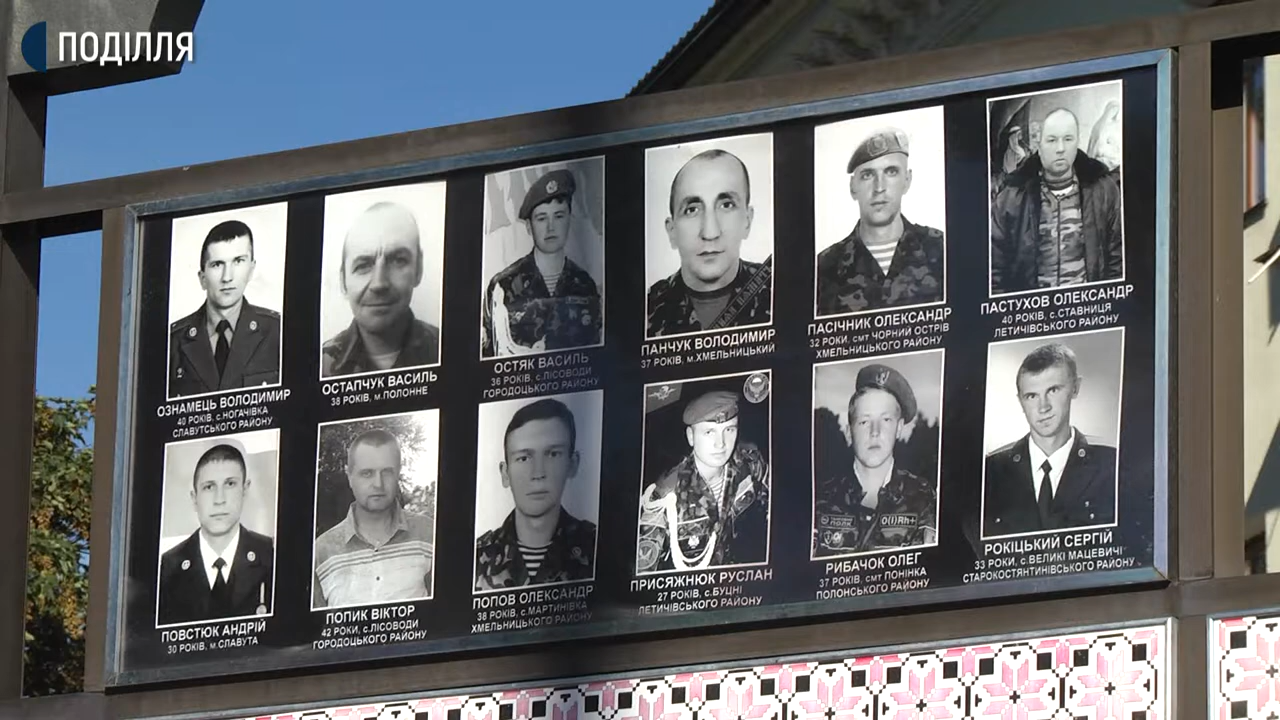 ПОДІЛЛЯ
ОЗНАМЕЦЬ ВОЛОДИМИР
40 РОКІВ, с.НОГАЧІВКА
СЛАВУТСЬКОГО РАЙОНУ
ОСТАПЧУК ВАСИЛЬ
38 РОКІВ, м.ПОЛОННЕ
ОСТЯК ВАСИЛЬ
36 РОКІВ, с.ЛІСОВОДИ
ГОРОДОЦЬКОГО РАЙОНУ
ПАНЧУК ВОЛОДИМИР
37 РОКІВ, м.ХМЕЛЬНИЦЬКИЙ
ПАСІЧНИК ОЛЕКСАНДР
32 РОКИ, смт ЧОРНИЙ ОСТРІВ
ХМЕЛЬНИЦЬКОГО РАЙОНУ
ПАСТУХОВ ОЛЕКСАНДР
40 РОКІВ, с.СТАВНИЦЯ
ЛЕТИЧІВСЬКОГО РАЙОНУ
ПОВСТЮК АНДРІЙ
30 РОКІВ, м.СЛАВУТА
ПОПИК ВІКТОР
42 РОКИ, с.ЛІСОВОДИ
ГОРОДОЦЬКОГО РАЙОНУ
ПОПОВ ОЛЕКСАНДР
38 РОКІВ, с.МАРТИНІВКА
ХМЕЛЬНИЦЬКОГО РАЙОНУ
ПРИСЯЖНЮК РУСЛАН
27 РОКІВ, с.БУЦНІ
ЛЕТИЧІВСЬКОГО РАЙОНУ
ПОЛК
O(I)Rh+
РИБАЧОК ОЛЕГ
37 РОКІВ, смт ПОНІНКА
ПОЛОНСЬКОГО РАЙОНУ
РОКІЦЬКИЙ СЕРГІЙ
33 РОКИ, с.ВЕЛИКІ МАЦЕВИЧІ
СТАРОКОСТЯНТИНІВСЬКОГО РАЙОНУ